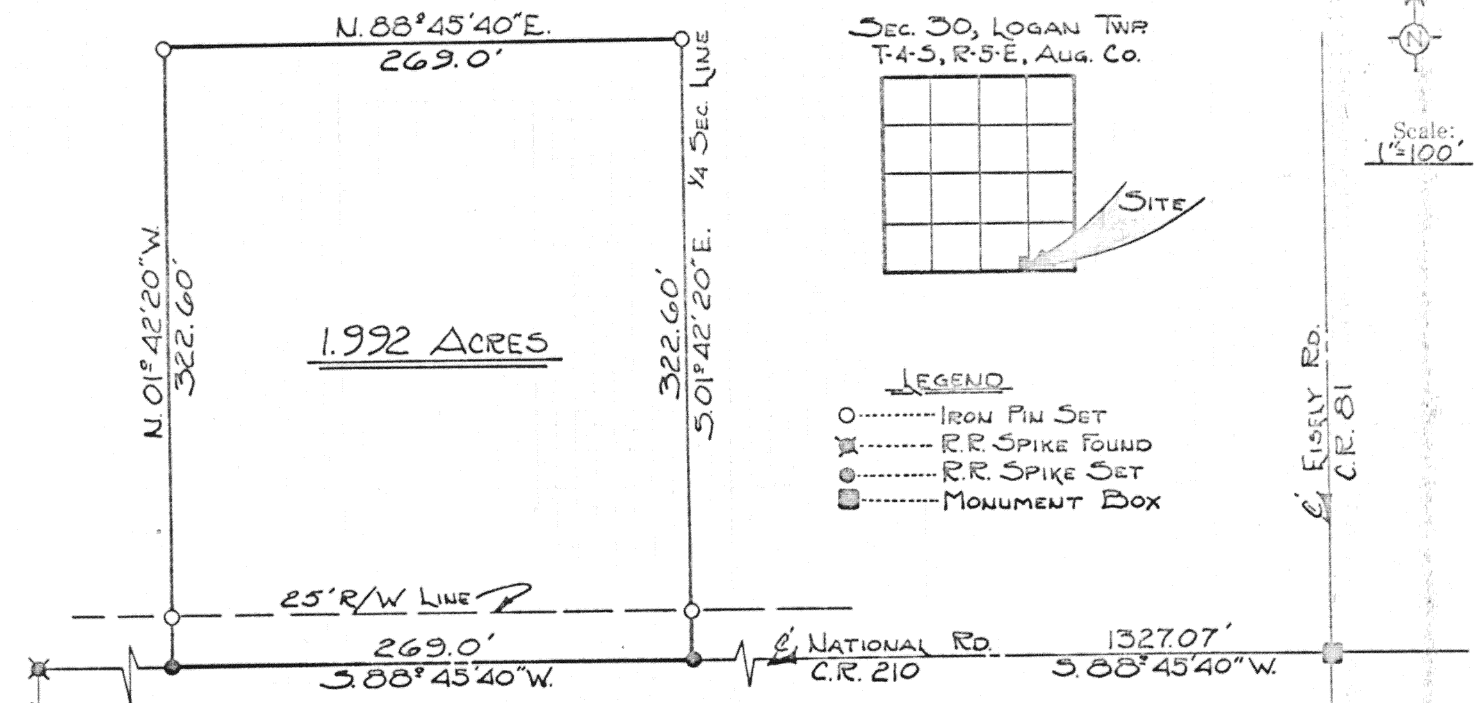 N. 88°45'40"E.
269.0'
N. 01°42'20"W.
322.60'
1.992 ACRES
322.60'
S. 01°42'20"E. ¼ SEC. LINE
25' R/W LINE
269.0'
S. 88°45'40"W.
SEC. 30, LOGAN TWP.
T-4-S, R-5-E, AUG. CO.
SITE
LEGEND
IRON PIN SET
R.R. SPIKE FOUND
R.R. SPIKE SET
MONUMENT BOX
N
Scale:
1"=100'
℄ EISELY RD.
C.R. 81
℄ NATIONAL RD.
C.R. 210
1327.07'
S. 88°45'40"W.